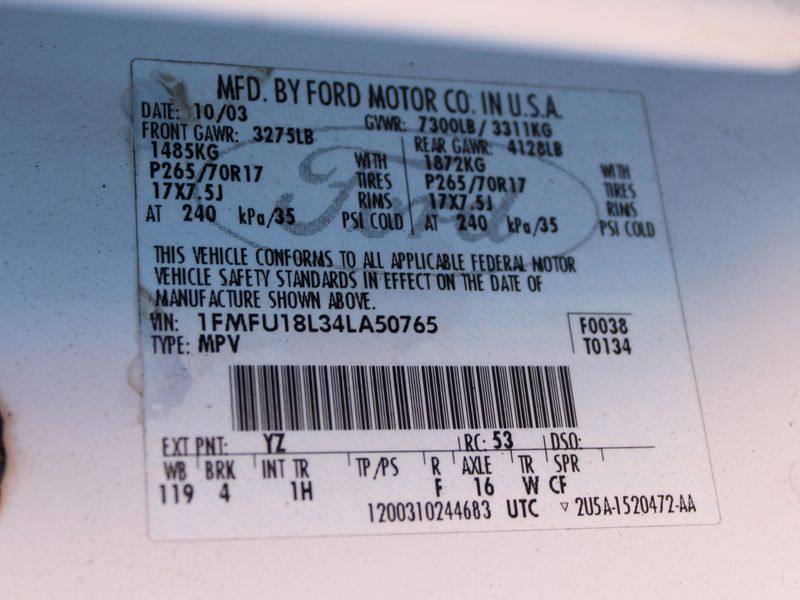 MFD. BY FORD MOTOR CO. IN U.S.A.
DATE: 10/03 GVWR: 7300LB/ 3311KG
FRONT GAWR: 3275LB REAR GAWR: 4128LB
1485KG WITH 1872KG WITH
P265/70R17 TIRES P265/70R17 TIRES
17X7.5J RIMS 17X7.5J RIMS
AT 240 kPa/35 PSI COLD AT 240 kPa/35 PSI COLD
Ford
THIS VEHICLE CONFORMS TO ALL APPLICABLE FEDERAL MOTOR
VEHICLE SAFETY STANDARDS IN EFFECT ON THE DATE OF
MANUFACTURE SHOWN ABOVE.
VIN: 1FMFU18L34LA50765 F0038
TYPE: MPV T0134
EXT PNT: YZ RC: 53 DSO:
WB BRK INT TR TP/PS R AXLE TR SPR
119 4 1H F 16 W CF
1200310244683 UTC ▽ 2U5A-1520472-AA